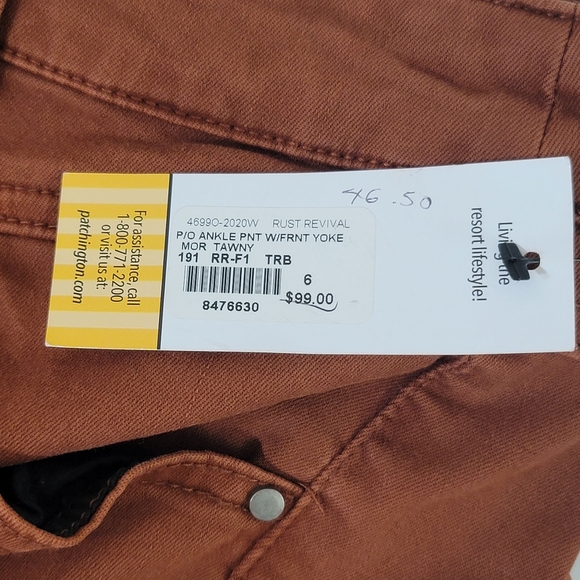 46.50
46990-2020W RUST REVIVAL
P/O ANKLE PNT W/FRNT YOKE
MOR TAWNY
191 RR-F1 TRB
6
8476630
$99.00
For assistance, call
1-800-771-2200
or visit us at:
patchington.com
Living the
resort lifestyle!